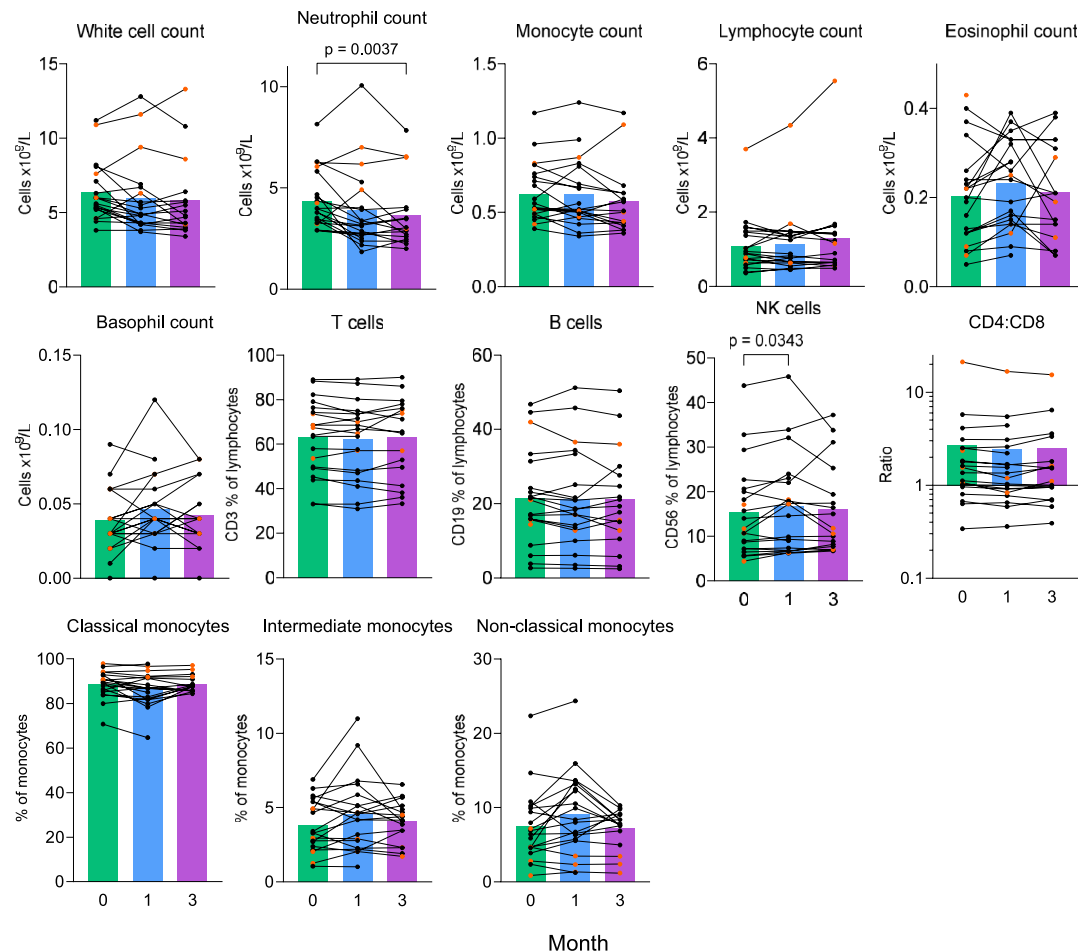 White cell count
Neutrophil count
Monocyte count
Lymphocyte count
Eosinophil count
p = 0.0037
Cells x10⁹/L
15
10
5
0
Cells x10⁹/L
10
5
0
Cells x10⁹/L
1.5
1.0
0.5
0.0
Cells x10⁹/L
6
4
2
0
Cells x10⁹/L
0.4
0.2
0.0
Basophil count
T cells
B cells
NK cells
CD4:CD8
p = 0.0343
Cells x10⁹/L
0.15
0.10
0.05
0.00
CD3 % of lymphocytes
100
90
80
70
60
50
40
30
20
10
0
CD19 % of lymphocytes
60
40
20
0
CD56 % of lymphocytes
50
40
30
20
10
0
0 1 3
Ratio
10
1
0.1
0 1 3
Classical monocytes
Intermediate monocytes
Non-classical monocytes
% of monocytes
100
80
60
40
20
0
0 1 3
% of monocytes
15
10
5
0
0 1 3
% of monocytes
30
20
10
0
0 1 3
Month